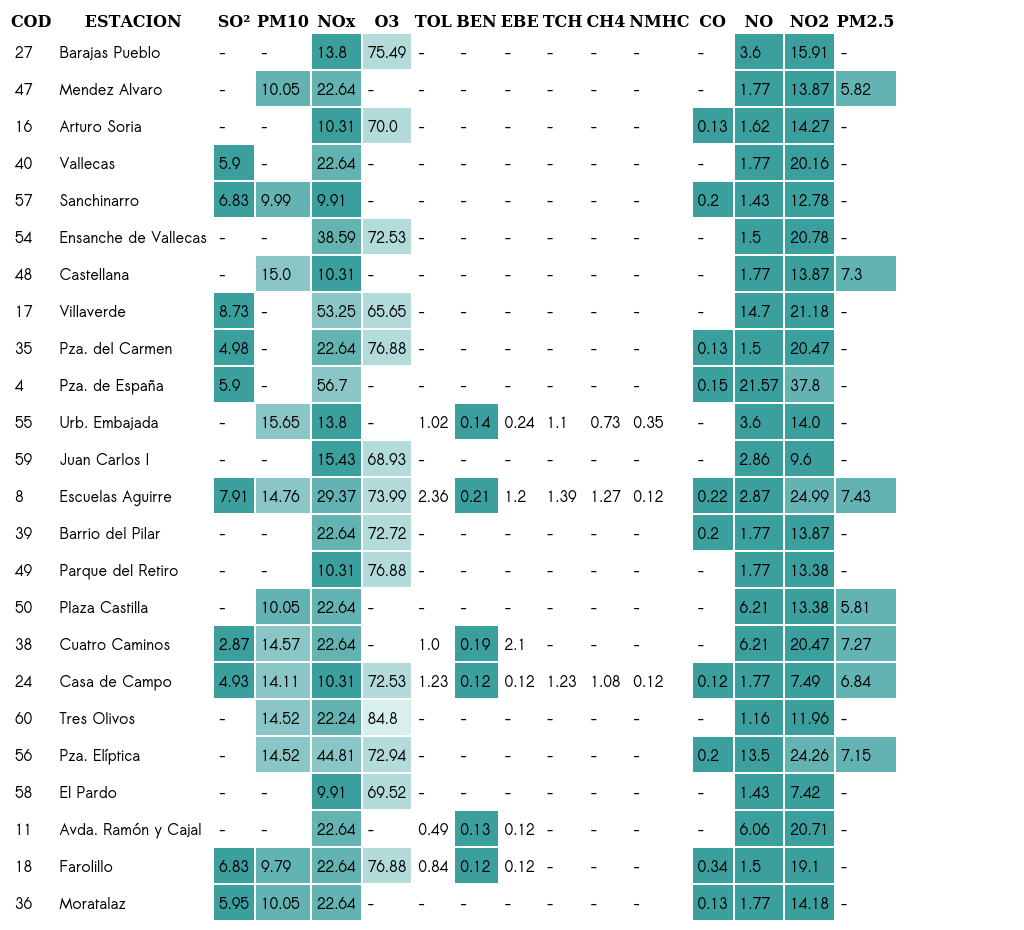 COD ESTACION SO² PM10 NOx O3 TOL BEN EBE TCH CH4 NMHC CO NO NO2 PM2.5
27 Barajas Pueblo - - 13.8 75.49 - - - - - - - 3.6 15.91 -
47 Mendez Alvaro - 10.05 22.64 - - - - - - - - 1.77 13.87 5.82
16 Arturo Soria - - 10.31 70.0 - - - - - - 0.13 1.62 14.27 -
40 Vallecas 5.9 - 22.64 - - - - - - - - 1.77 20.16 -
57 Sanchinarro 6.83 9.99 9.91 - - - - - - - 0.2 1.43 12.78 -
54 Ensanche de Vallecas - - 38.59 72.53 - - - - - - - 1.5 20.78 -
48 Castellana - 15.0 10.31 - - - - - - - - 1.77 13.87 7.3
17 Villaverde 8.73 - 53.25 65.65 - - - - - - - 14.7 21.18 -
35 Pza. del Carmen 4.98 - 22.64 76.88 - - - - - - 0.13 1.5 20.47 -
4 Pza. de España 5.9 - 56.7 - - - - - - - 0.15 21.57 37.8 -
55 Urb. Embajada - 15.65 13.8 - 1.02 0.14 0.24 1.1 0.73 0.35 - 3.6 14.0 -
59 Juan Carlos I - - 15.43 68.93 - - - - - - - 2.86 9.6 -
8 Escuelas Aguirre 7.91 14.76 29.37 73.99 2.36 0.21 1.2 1.39 1.27 0.12 0.22 2.87 24.99 7.43
39 Barrio del Pilar - - 22.64 72.72 - - - - - - 0.2 1.77 13.87 -
49 Parque del Retiro - - 10.31 76.88 - - - - - - - 1.77 13.38 -
50 Plaza Castilla - 10.05 22.64 - - - - - - - - 6.21 13.38 5.81
38 Cuatro Caminos 2.87 14.57 22.64 - 1.0 0.19 2.1 - - - - 6.21 20.47 7.27
24 Casa de Campo 4.93 14.11 10.31 72.53 1.23 0.12 0.12 1.23 1.08 0.12 0.12 1.77 7.49 6.84
60 Tres Olivos - 14.52 22.24 84.8 - - - - - - - 1.16 11.96 -
56 Pza. Elíptica - 14.52 44.81 72.94 - - - - - - 0.2 13.5 24.26 7.15
58 El Pardo - - 9.91 69.52 - - - - - - - 1.43 7.42 -
11 Avda. Ramón y Cajal - - 22.64 - 0.49 0.13 0.12 - - - - 6.06 20.71 -
18 Farolillo 6.83 9.79 22.64 76.88 0.84 0.12 0.12 - - - 0.34 1.5 19.1 -
36 Moratalaz 5.95 10.05 22.64 - - - - - - - 0.13 1.77 14.18 -